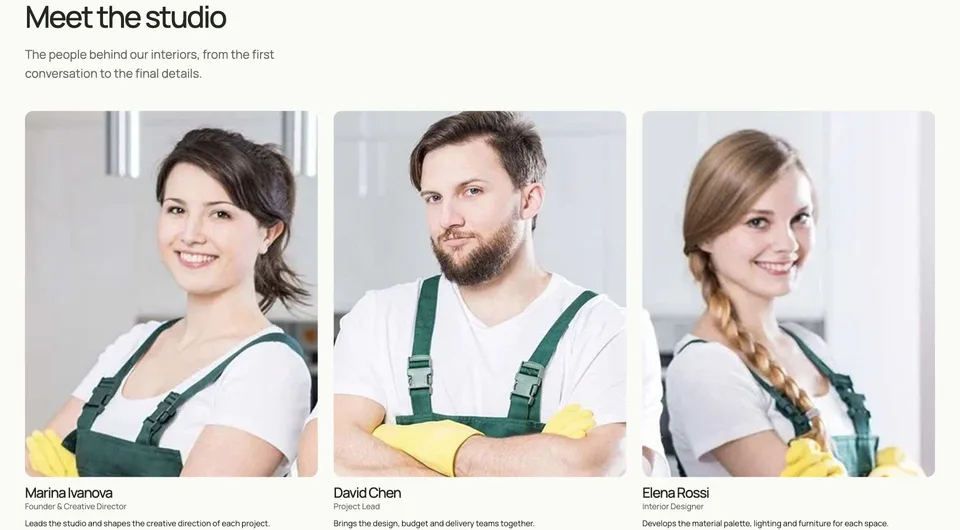 Meet the studio
The people behind our interiors, from the first
conversation to the final details.
Marina Ivanova
Founder & Creative Director
Leads the studio and shapes the creative direction of each project.
David Chen
Project Lead
Brings the design, budget and delivery teams together.
Elena Rossi
Interior Designer
Develops the material palette, lighting and furniture for each space.